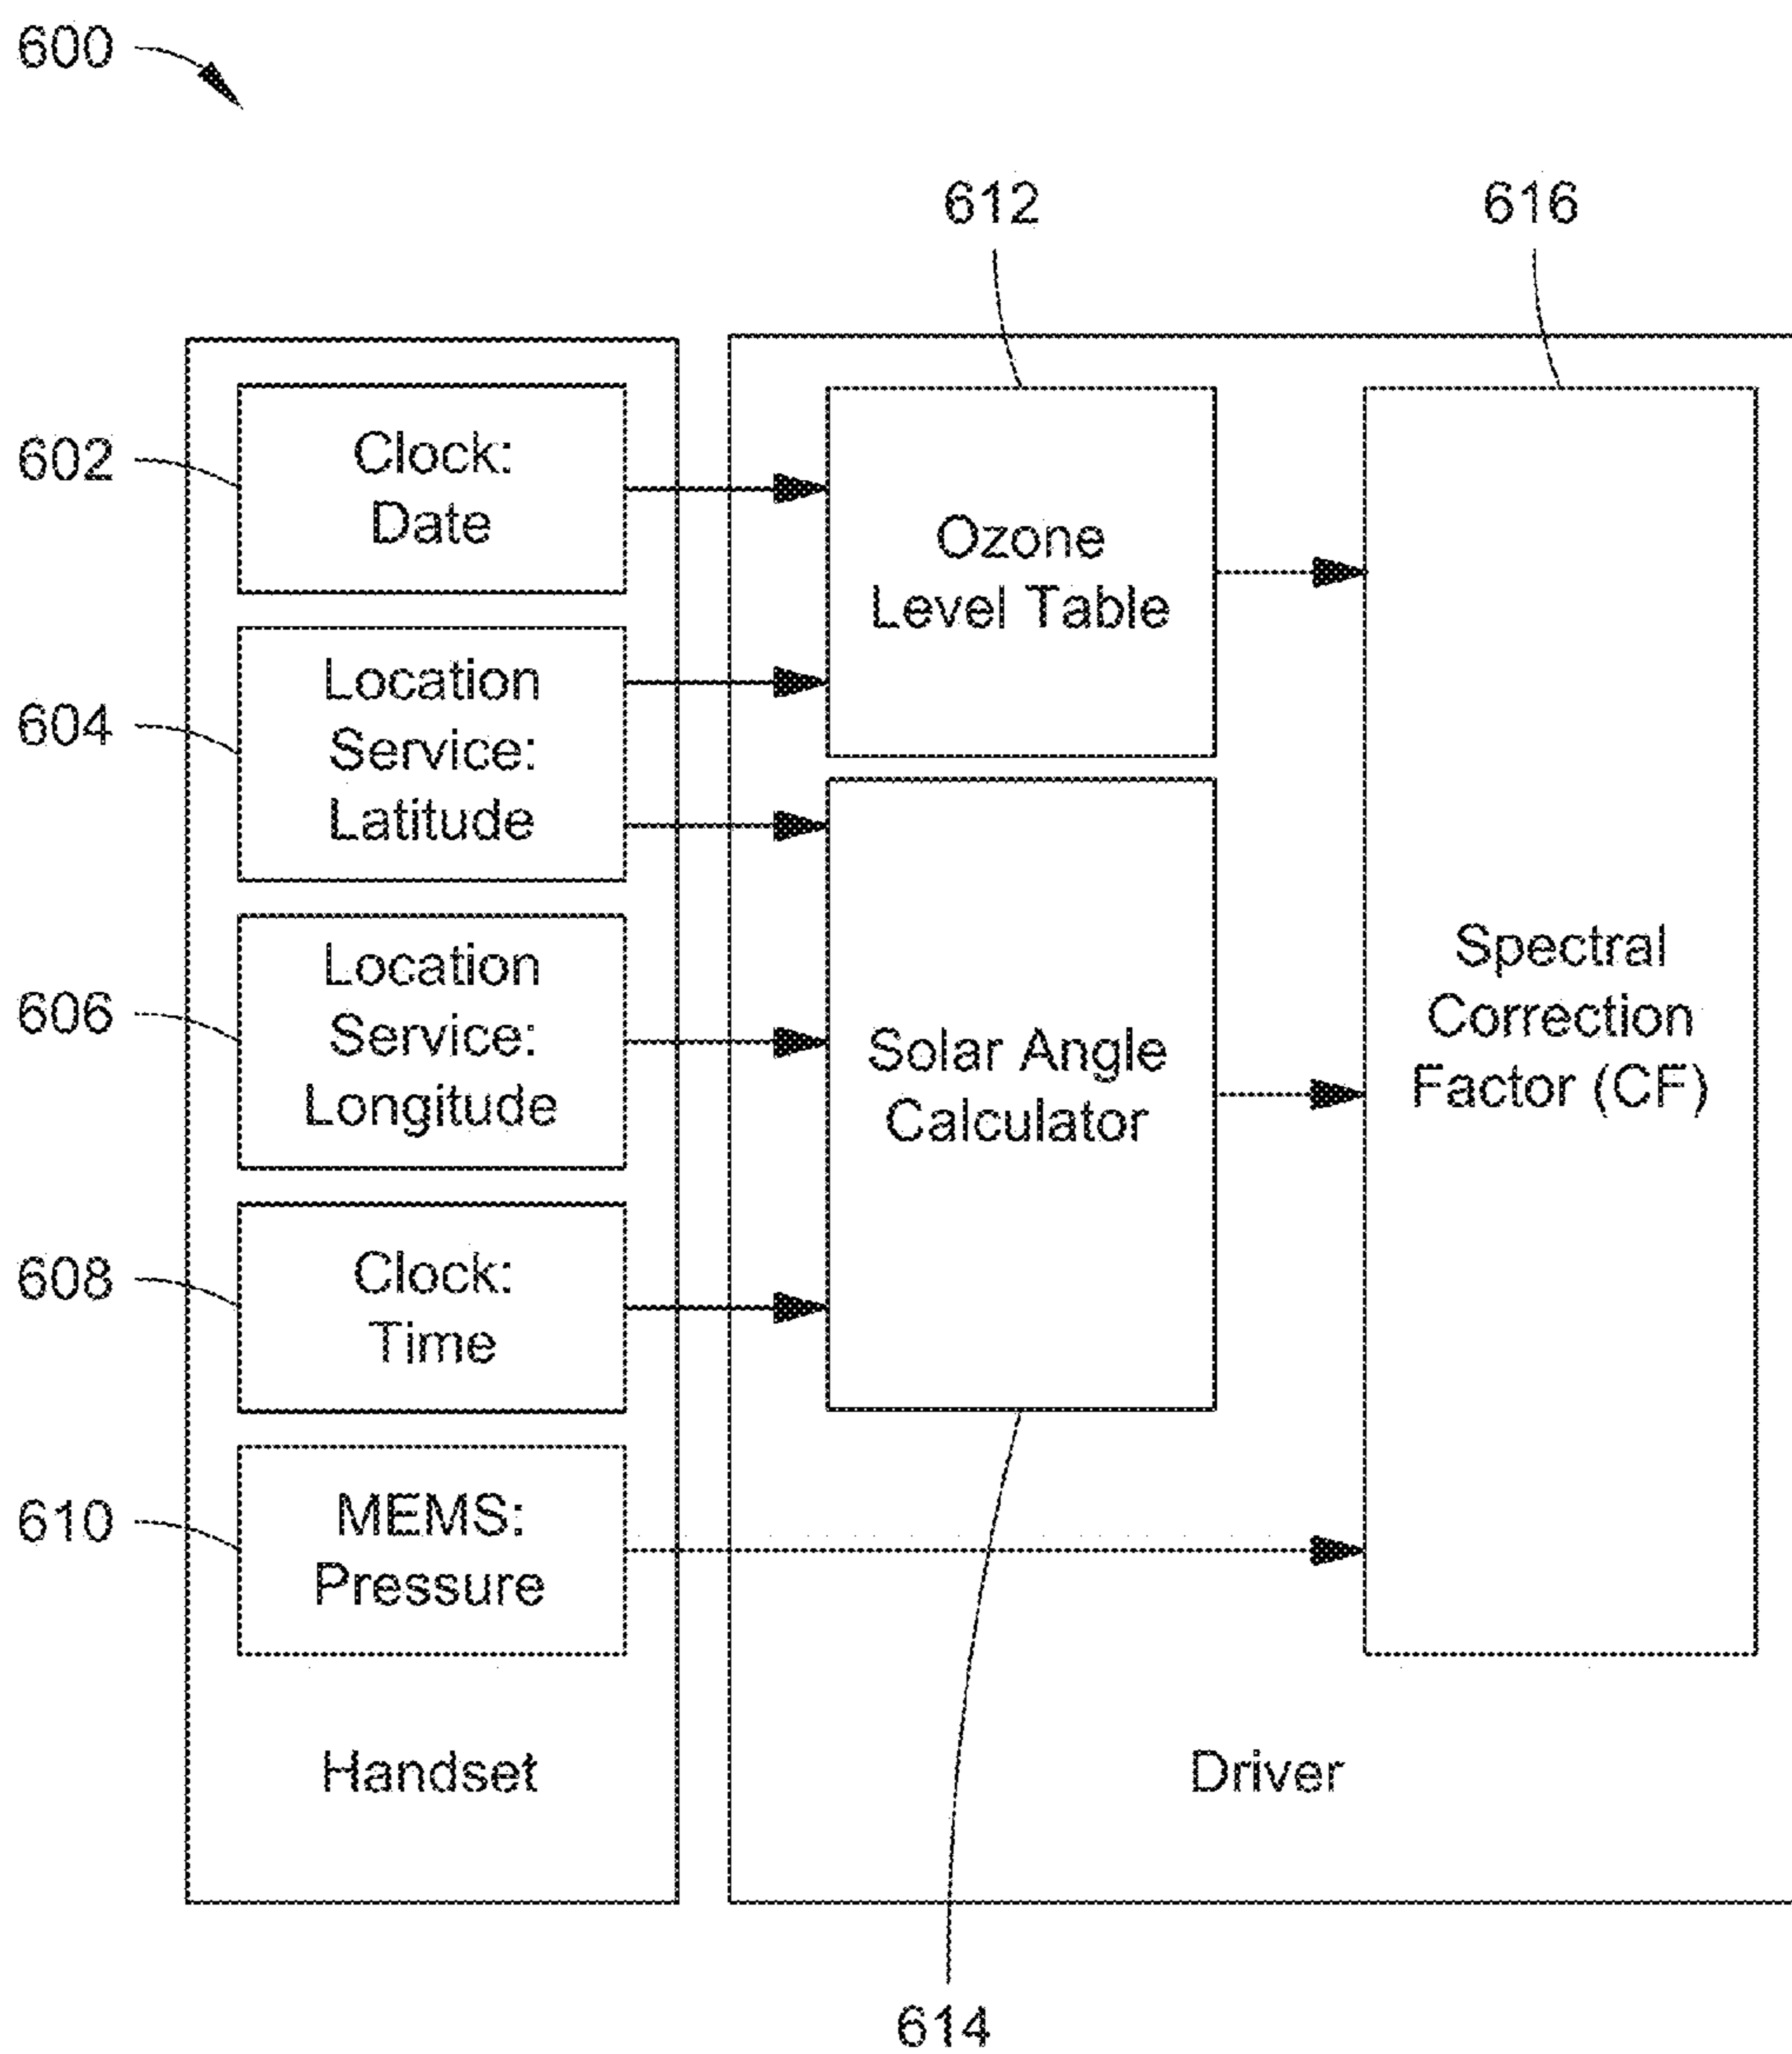 600
612
616
602
Clock:
Date
Ozone
Level Table
604
Location
Service:
Latitude
606
Location
Service:
Longitude
Solar Angle
Calculator
Spectral
Correction
Factor (CF)
608
Clock:
Time
610
MEMS:
Pressure
Handset
Driver
614